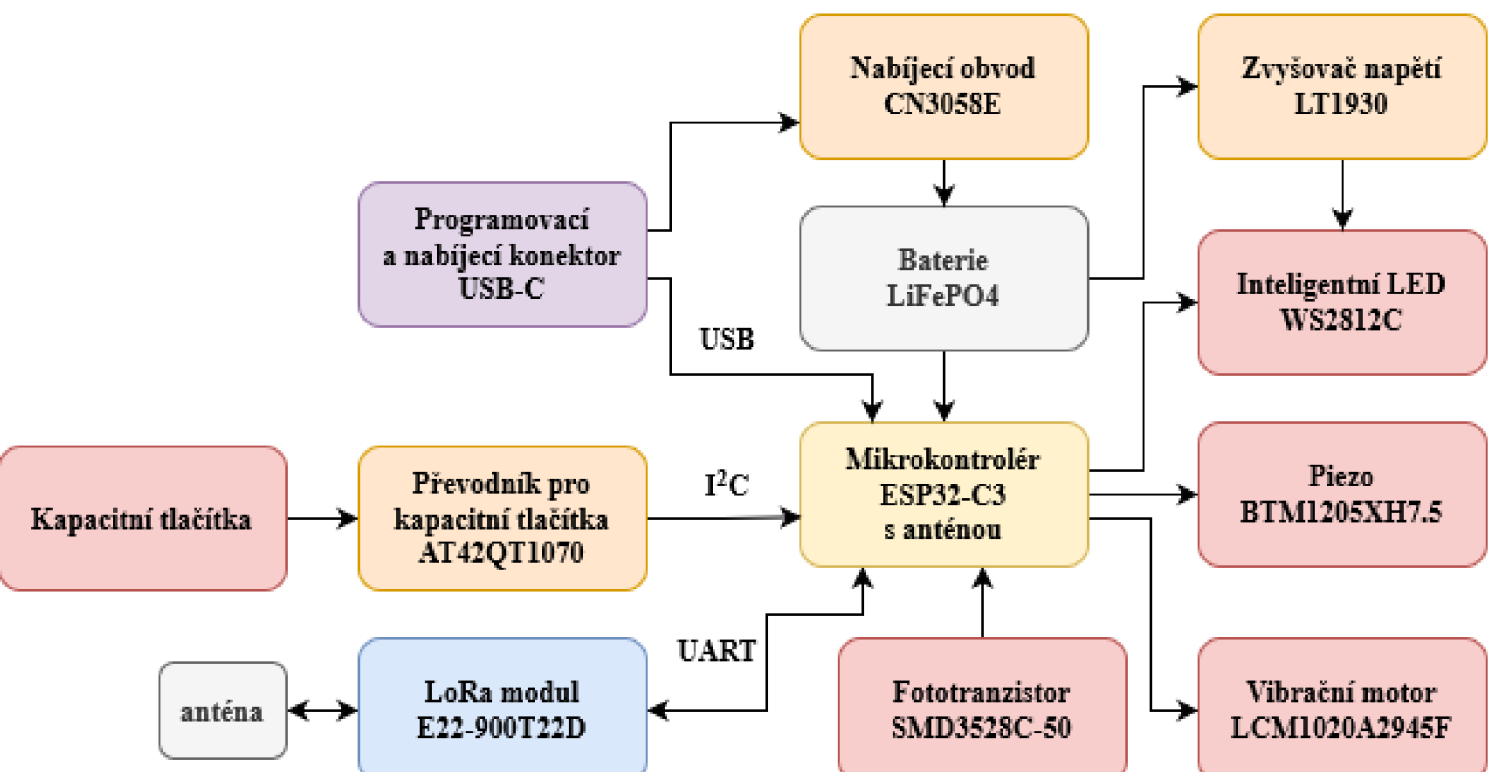 Nabíjecí obvod
CN3058E
Zvyšovač napětí
LT1930
Programovací
a nabíjecí konektor
USB-C
Baterie
LiFePO4
Inteligentní LED
WS2812C
USB
Kapacitní tlačítka
Převodník pro
kapacitní tlačítka
AT42QT1070
I²C
Mikrokontrolér
ESP32-C3
s anténou
Piezo
BTM1205XH7.5
UART
anténa
LoRa modul
E22-900T22D
Fototranzistor
SMD3528C-50
Vibrační motor
LCM1020A2945F